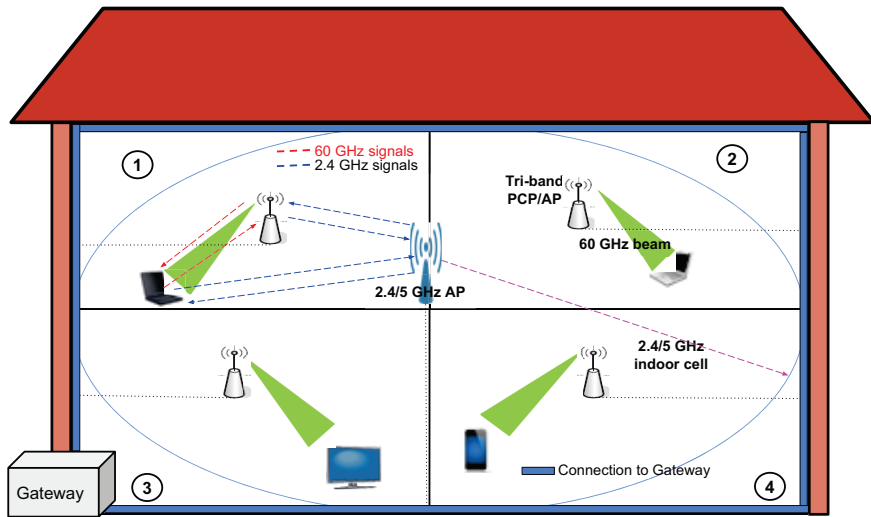 1
60 GHz signals
2.4 GHz signals
2
Tri-band
PCP/AP
60 GHz beam
2.4/5 GHz AP
2.4/5 GHz
indoor cell
Connection to Gateway
Gateway
3
4